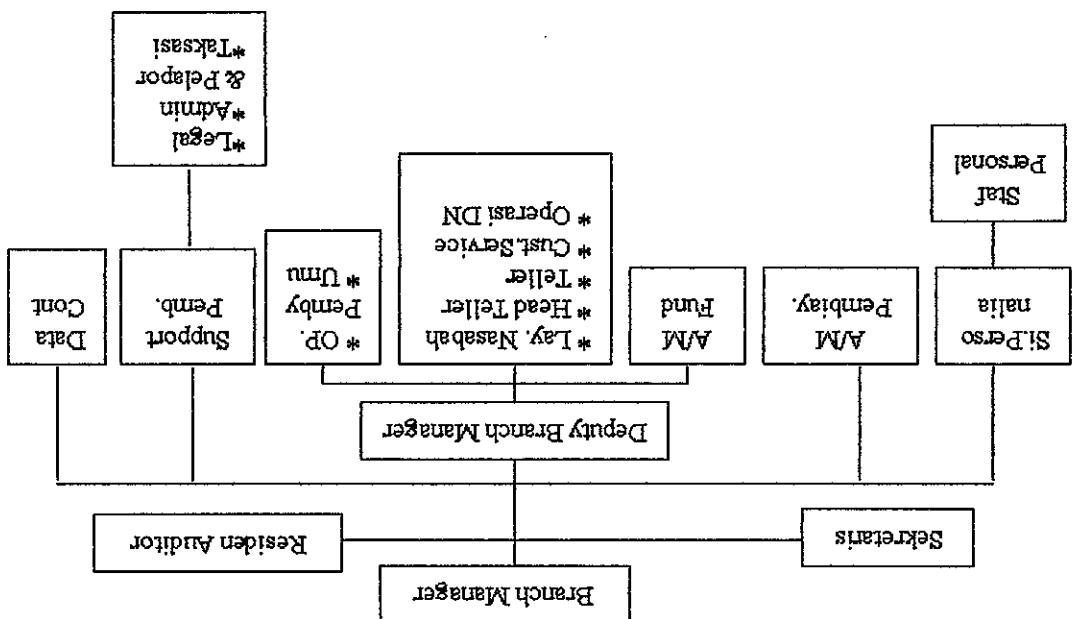 Branch Manager
Sekretaris
Residen Auditor
Deputy Branch Manager
Si.Perso
nalia
A/M
Pembiay.
A/M
Fund
* Lay. Nasabah
* Head Teller
* Teller
* Cust.Service
* Operasi DN
* OP.
Pemby
* Umu
Support
Pemb.
Data
Cont
Staf
Personal
*Legal
*Admin
& Pelapor
*Taksasi